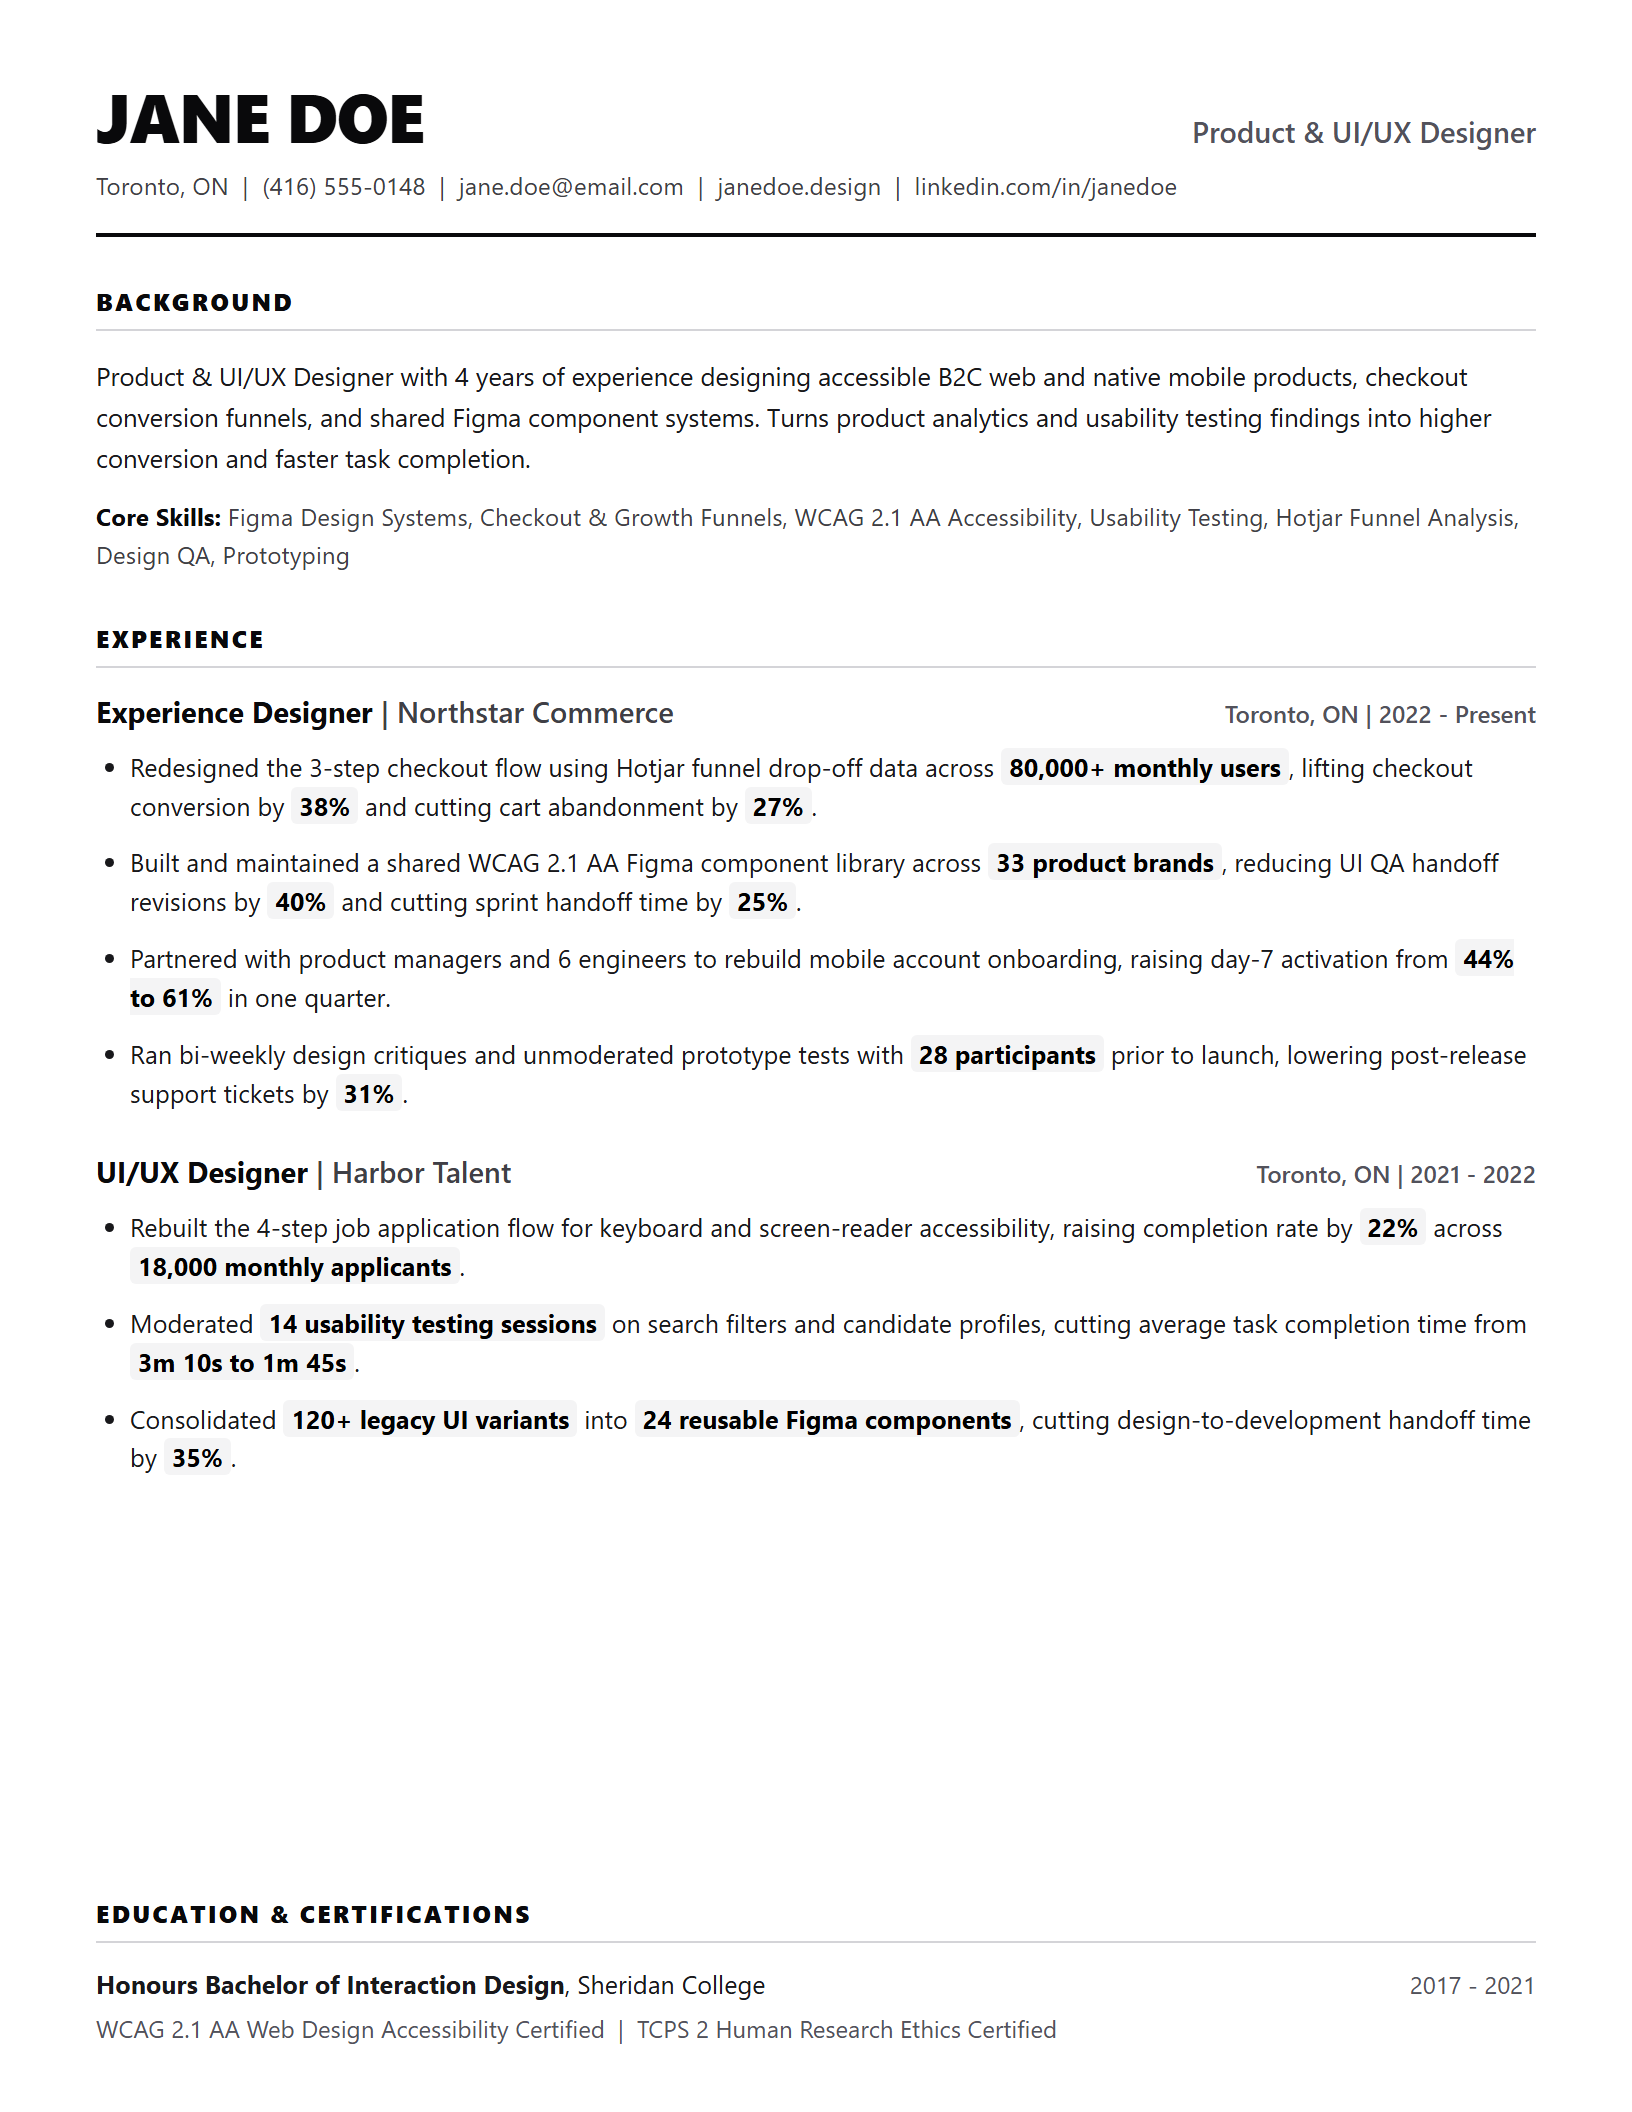 JANE DOE
Product & UI/UX Designer
Toronto, ON | (416) 555-0148 | jane.doe@email.com | janedoe.design | linkedin.com/in/janedoe
BACKGROUND
Product & UI/UX Designer with 4 years of experience designing accessible B2C web and native mobile products, checkout
conversion funnels, and shared Figma component systems. Turns product analytics and usability testing findings into higher
conversion and faster task completion.
Core Skills: Figma Design Systems, Checkout & Growth Funnels, WCAG 2.1 AA Accessibility, Usability Testing, Hotjar Funnel Analysis,
Design QA, Prototyping
EXPERIENCE
Experience Designer | Northstar Commerce
Toronto, ON | 2022 - Present
• Redesigned the 3-step checkout flow using Hotjar funnel drop-off data across 80,000+ monthly users, lifting checkout
conversion by 38% and cutting cart abandonment by 27%.
• Built and maintained a shared WCAG 2.1 AA Figma component library across 33 product brands, reducing UI QA handoff
revisions by 40% and cutting sprint handoff time by 25%.
• Partnered with product managers and 6 engineers to rebuild mobile account onboarding, raising day-7 activation from 44%
to 61% in one quarter.
• Ran bi-weekly design critiques and unmoderated prototype tests with 28 participants prior to launch, lowering post-release
support tickets by 31%.
UI/UX Designer | Harbor Talent
Toronto, ON | 2021 - 2022
• Rebuilt the 4-step job application flow for keyboard and screen-reader accessibility, raising completion rate by 22% across
18,000 monthly applicants.
• Moderated 14 usability testing sessions on search filters and candidate profiles, cutting average task completion time from
3m 10s to 1m 45s.
• Consolidated 120+ legacy UI variants into 24 reusable Figma components, cutting design-to-development handoff time
by 35%.
EDUCATION & CERTIFICATIONS
Honours Bachelor of Interaction Design, Sheridan College
2017 - 2021
WCAG 2.1 AA Web Design Accessibility Certified | TCPS 2 Human Research Ethics Certified